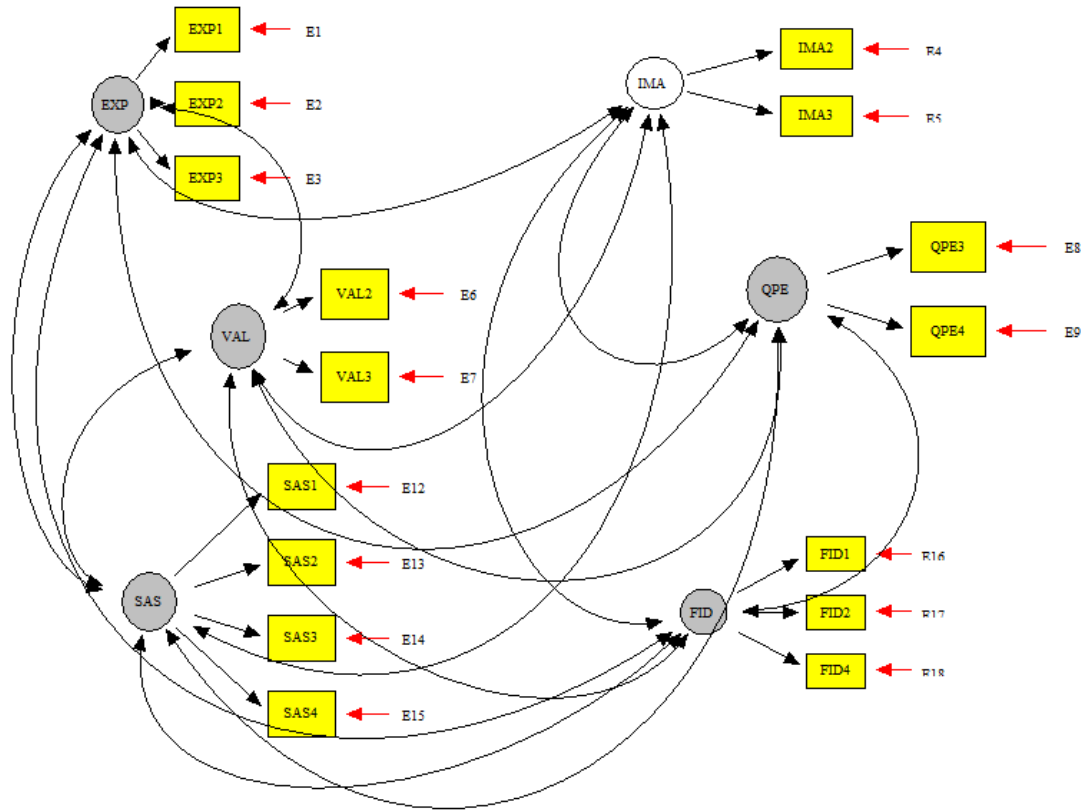 EXP1 E1
EXP EXP2 E2
EXP3 E3
IMA IMA2 E4
IMA3 E5
VAL VAL2 E6
VAL3 E7
QPE QPE3 E8
QPE4 E9
SAS1 E12
SAS2 E13
SAS SAS3 E14
SAS4 E15
FID1 E16
FID FID2 E17
FID4 E18